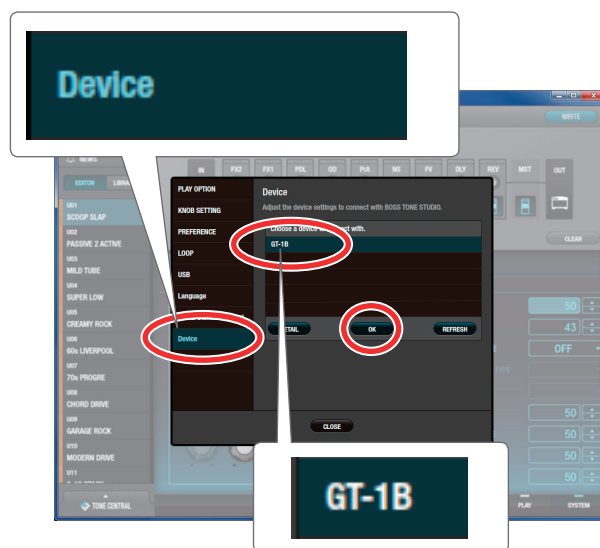 Device
WRITE
NEWS
IN FX2 FX1 PDL OD PrA NS FV DLY REV MST OUT
EDITOR
CLEAR
U01
SCOOP SLAP
U02
PASSIVE 2 ACTIVE
U03
MILD TUBE
U04
SUPER LOW
U05
CREAMY ROCK
U06
60s LIVERPOOL
U07
70s PROGRE
U08
CHORD DRIVE
U09
GARAGE ROCK
U10
MODERN DRIVE
U11
TONE CENTRAL
PLAY OPTION
KNOB SETTING
PREFERENCE
LOOP
USB
Language
Device
Device
Adjust the device settings to connect with BOSS TONE STUDIO.
GT-1B
OK REFRESH
CLOSE
50
43
OFF
TYPE
50
50
50
PLAY SYSTEM
GT-1B